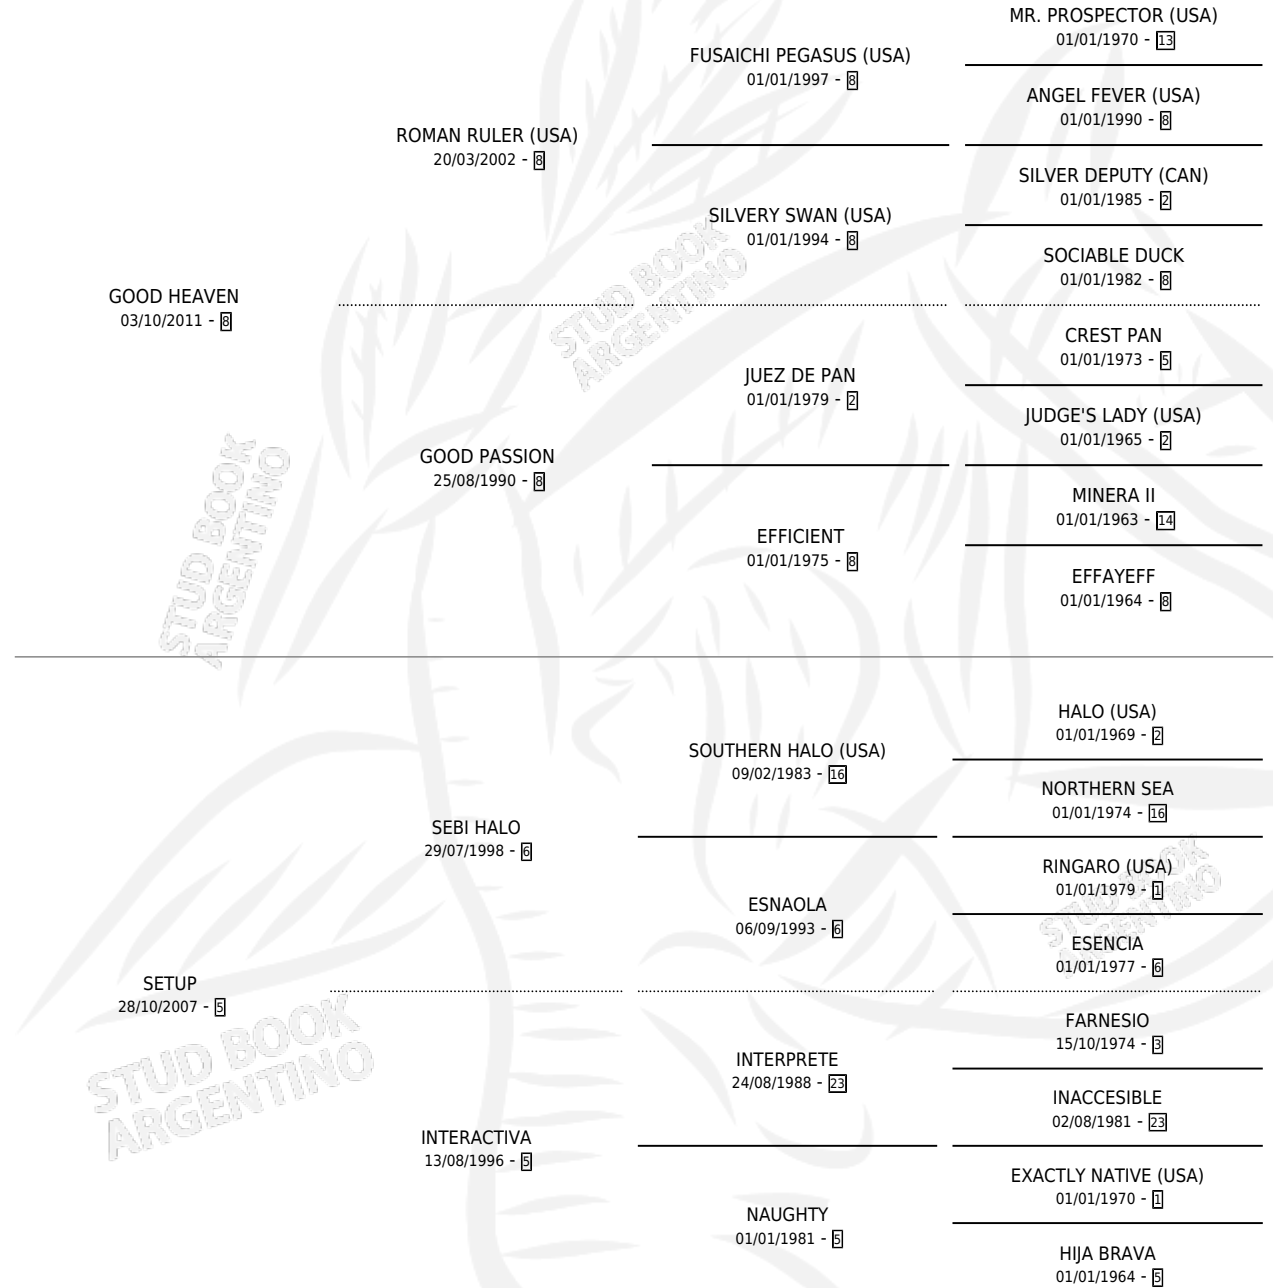 MR. PROSPECTOR (USA)
01/01/1970 - 13
FUSAICHI PEGASUS (USA)
01/01/1997 - 8
ANGEL FEVER (USA)
01/01/1990 - 8
ROMAN RULER (USA)
20/03/2002 - 8
SILVER DEPUTY (CAN)
01/01/1985 - 2
SILVERY SWAN (USA)
01/01/1994 - 8
SOCIABLE DUCK
01/01/1982 - 8
GOOD HEAVEN
03/10/2011 - 8
CREST PAN
01/01/1973 - 5
JUEZ DE PAN
01/01/1979 - 2
JUDGE'S LADY (USA)
01/01/1965 - 2
GOOD PASSION
25/08/1990 - 8
MINERA II
01/01/1963 - 14
EFFICIENT
01/01/1975 - 8
EFFAYEFF
01/01/1964 - 8
HALO (USA)
01/01/1969 - 2
SOUTHERN HALO (USA)
09/02/1983 - 16
NORTHERN SEA
01/01/1974 - 16
SEBI HALO
29/07/1998 - 6
RINGARO (USA)
01/01/1979 - 1
ESNAOLA
06/09/1993 - 6
ESENCIA
01/01/1977 - 6
SETUP
28/10/2007 - 5
FARNESIO
15/10/1974 - 3
INTERPRETE
24/08/1988 - 23
INACCESIBLE
02/08/1981 - 23
INTERACTIVA
13/08/1996 - 5
EXACTLY NATIVE (USA)
01/01/1970 - 1
NAUGHTY
01/01/1981 - 5
HIJA BRAVA
01/01/1964 - 5
STUD BOOK
ARGENTINO
STUD BOOK
ARGENTINO
STUD BOOK
ARGENTINO
STUD BOOK
ARGENTINO